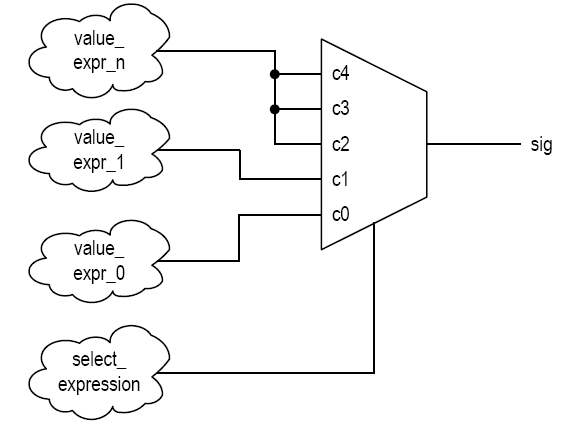 value_
expr_n
c4
c3
value_
expr_1
c2
sig
c1
c0
value_
expr_0
select_
expression